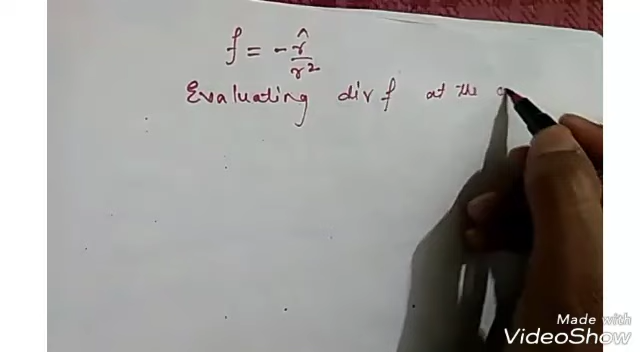 f = - r̂/r²
Evaluating div f at the
Made with
VideoShow